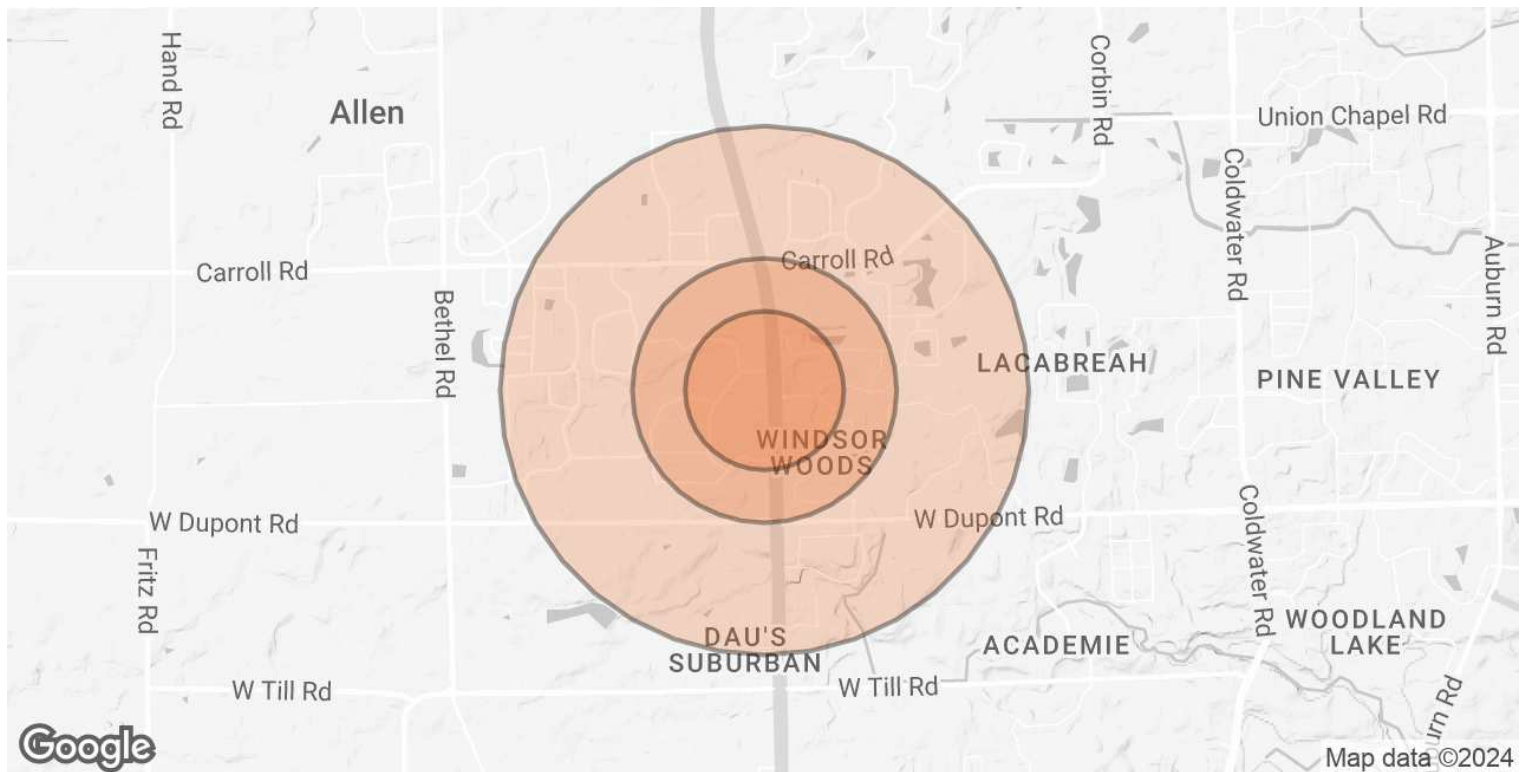 Hand Rd
Allen
Corbin Rd
Union Chapel Rd
Coldwater Rd
Carroll Rd
Carroll Rd
Auburn Rd
Bethel Rd
LACABREAH
PINE VALLEY
WINDSOR
WOODS
W Dupont Rd
W Dupont Rd
Coldwater Rd
Fritz Rd
DAU'S
SUBURBAN
ACADEMIE
WOODLAND
LAKE
W Till Rd
W Till Rd
urn Rd
Google
Map data ©2024